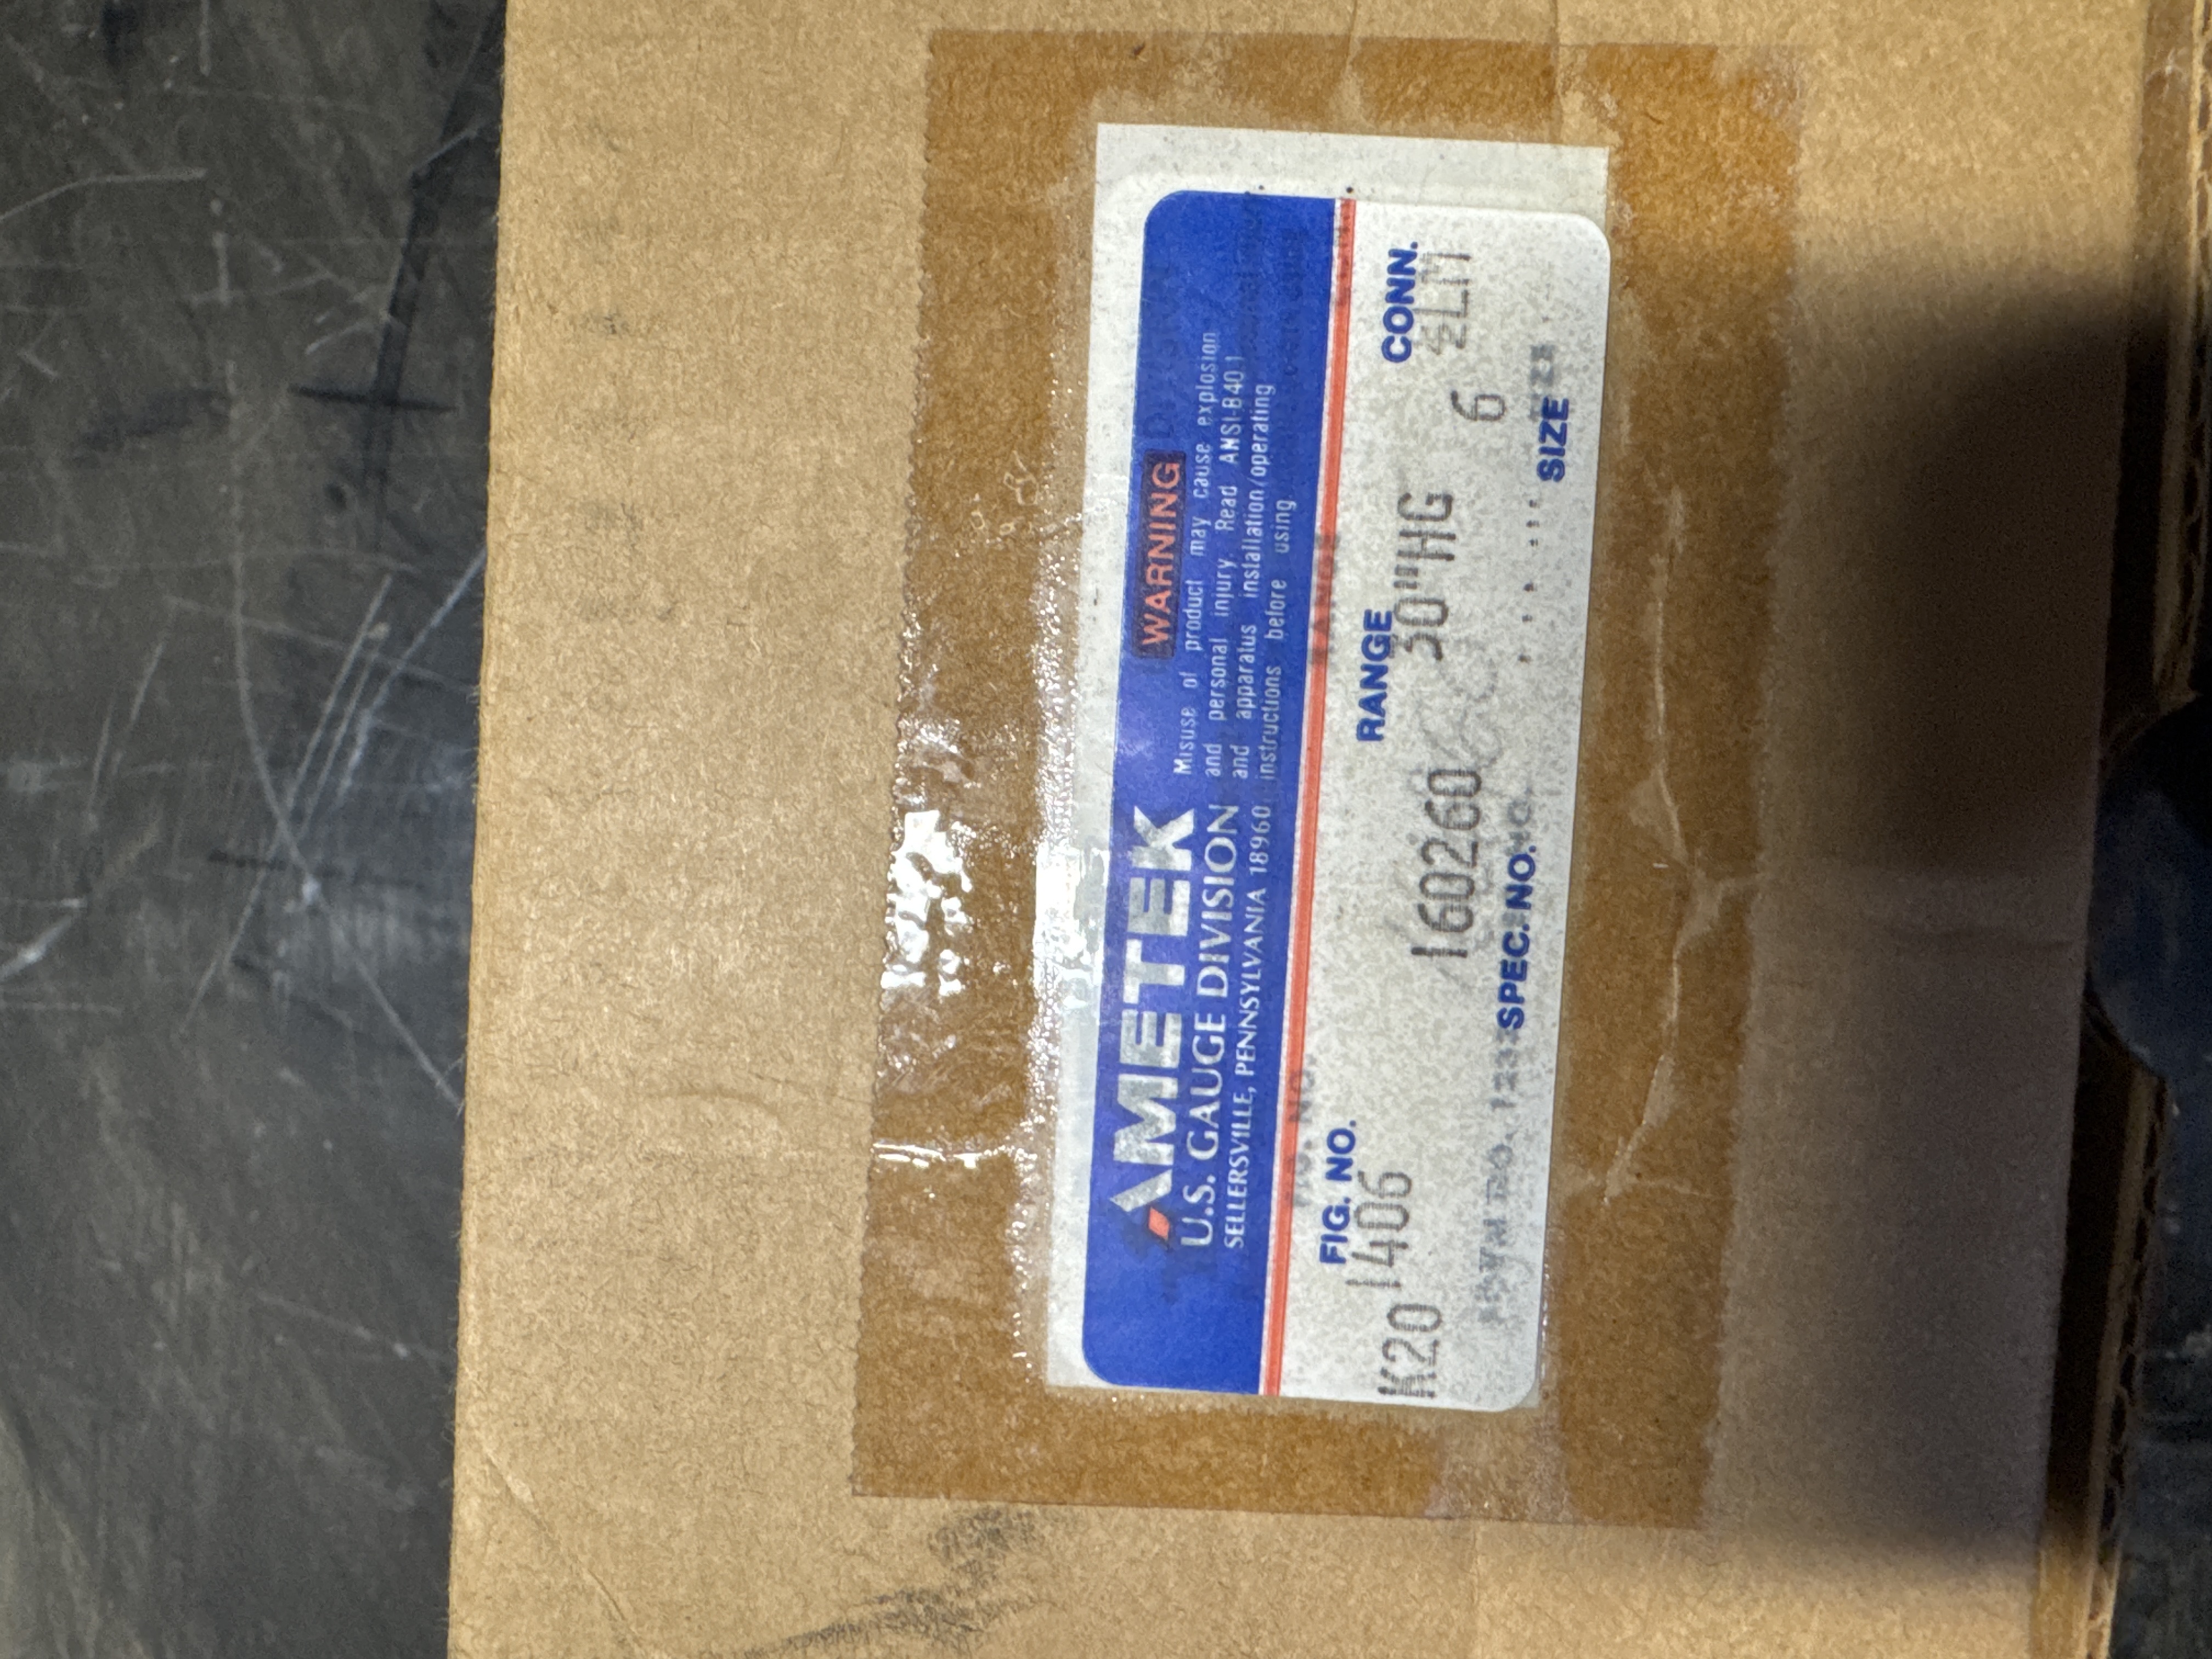 WARNING
AMETEK
U.S. GAUGE DIVISION
SELLERSVILLE, PENNSYLVANIA 18960
Misuse of product may cause explosion
and personal injury. Read ANSI-B40.1
and apparatus installation/operating
instructions before using
FIG. NO. RANGE CONN.
K20 1406 30"HG
160260 6
SPEC. NO. SIZE